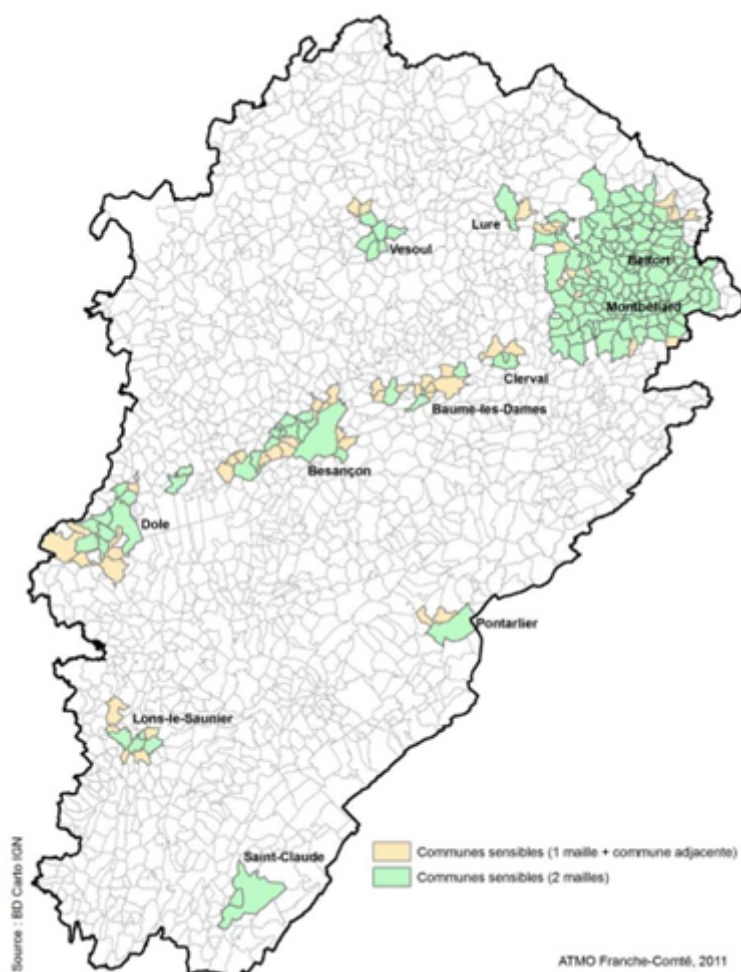 Lure
Vesoul
Belfort
Montbéliard
Clerval
Baume-les-Dames
Besançon
Dole
Pontarlier
Lons-le-Saunier
Saint-Claude
Communes sensibles (1 maille + commune adjacente)
Communes sensibles (2 mailles)
Source : BD Carto IGN
ATMO Franche-Comté, 2011